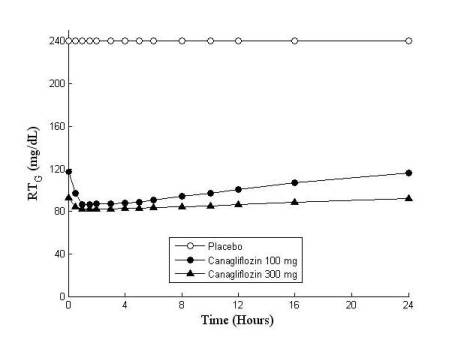 RTG (mg/dL)
240
200
160
120
80
40
0
0 4 8 12 16 20 24
Time (Hours)
Placebo
Canagliflozin 100 mg
Canagliflozin 300 mg